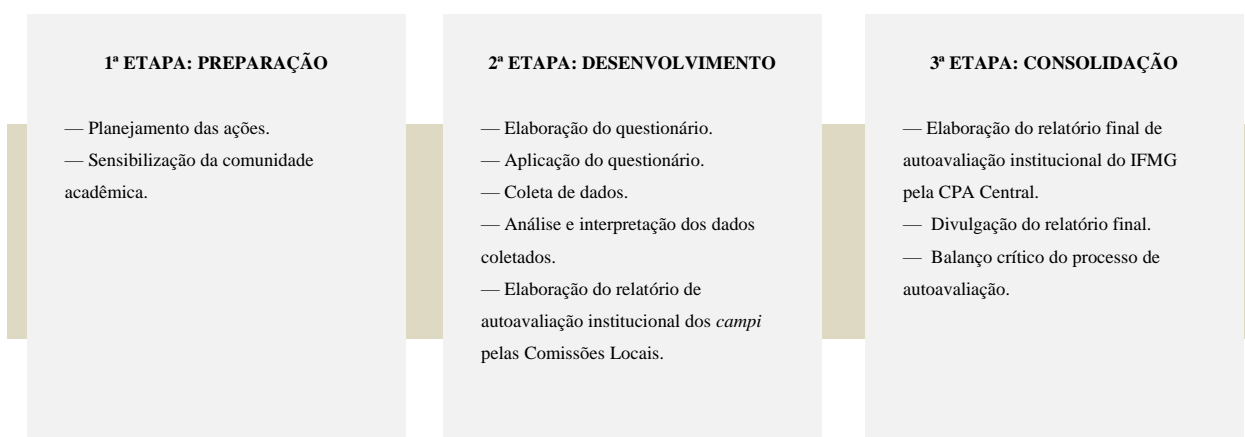 1ª ETAPA: PREPARAÇÃO
— Planejamento das ações.
— Sensibilização da comunidade
acadêmica.
2ª ETAPA: DESENVOLVIMENTO
— Elaboração do questionário.
— Aplicação do questionário.
— Coleta de dados.
— Análise e interpretação dos dados
coletados.
— Elaboração do relatório de
autoavaliação institucional dos campi
pelas Comissões Locais.
3ª ETAPA: CONSOLIDAÇÃO
— Elaboração do relatório final de
autoavaliação institucional do IFMG
pela CPA Central.
— Divulgação do relatório final.
— Balanço crítico do processo de
autoavaliação.